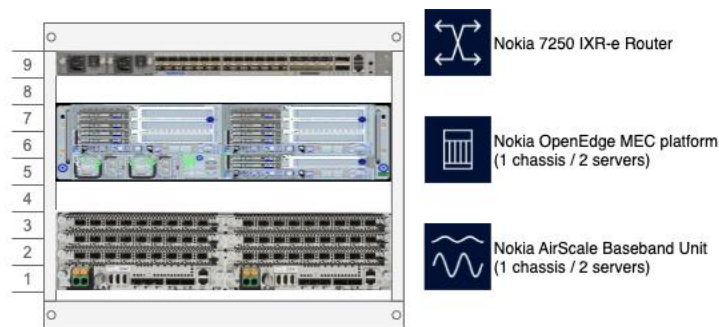 9
8
7
6
5
4
3
2
1
Nokia 7250 IXR-e Router
Nokia OpenEdge MEC platform
(1 chassis / 2 servers)
Nokia AirScale Baseband Unit
(1 chassis / 2 servers)